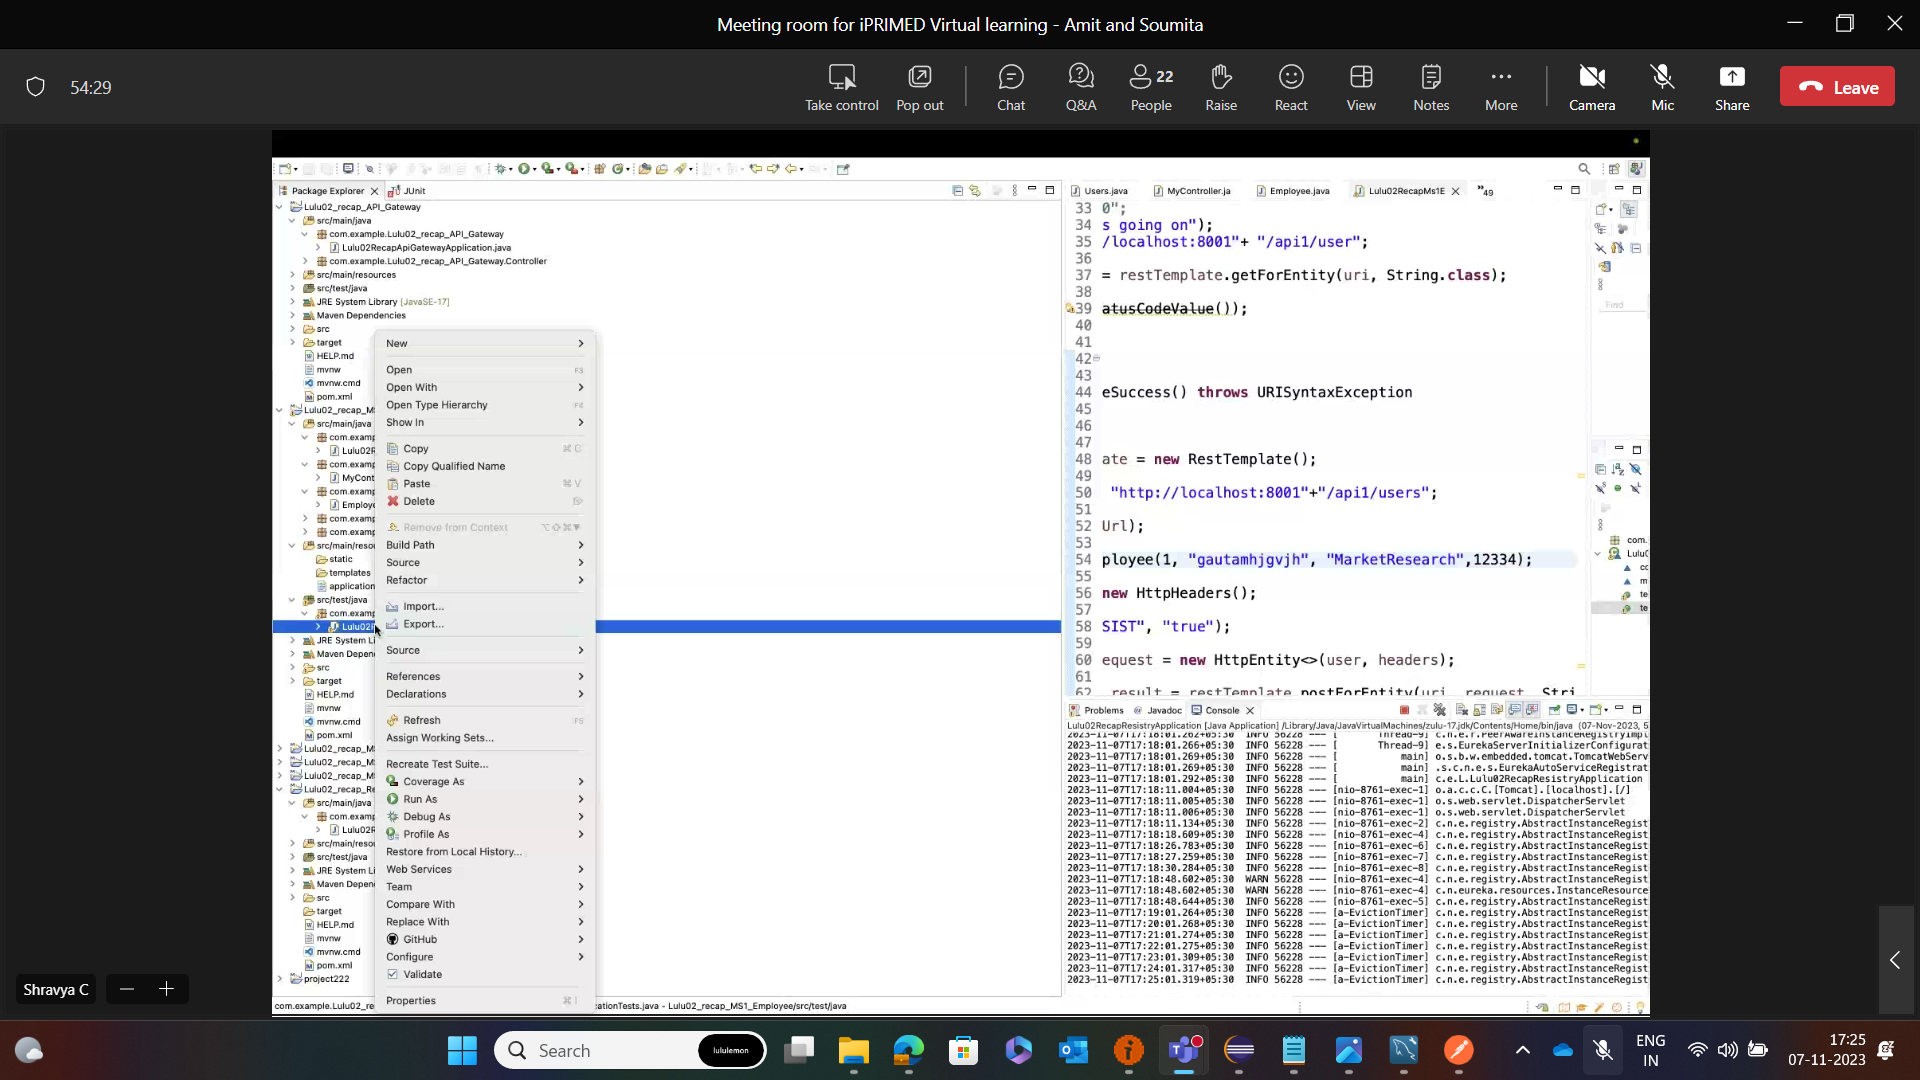 Meeting room for iPRIMED Virtual learning - Amit and Soumita
54:29
Take control
Pop out
Chat
Q&A
22
People
Raise
React
View
Notes
More
Camera
Mic
Share
Leave
Package Explorer
JUnit
Lulu02_recap_API_Gateway
src/main/java
com.example.Lulu02_recap_API_Gateway
Lulu02RecapApiGatewayApplication.java
com.example.Lulu02_recap_API_Gateway.Controller
src/main/resources
src/test/java
JRE System Library [JavaSE-17]
Maven Dependencies
src
target
HELP.md
mvnw
mvnw.cmd
pom.xml
Lulu02_recap_MS
src/main/java
com.examp
Lulu02R
com.examp
MyCont
com.examp
Employe
com.examp
com.examp
src/main/resou
static
templates
application
src/test/java
com.examp
Lulu02R
JRE System Li
Maven Depen
src
target
HELP.md
mvnw
mvnw.cmd
pom.xml
Lulu02_recap_M
Lulu02_recap_M
Lulu02_recap_M
Lulu02_recap_Re
src/main/java
com.examp
Lulu02R
src/main/resou
src/test/java
JRE System Li
Maven Depen
src
target
HELP.md
mvnw
mvnw.cmd
pom.xml
project222
New
Open F3
Open With
Open Type Hierarchy F4
Show In
Copy ⌘ C
Copy Qualified Name
Paste ⌘ V
Delete
Remove from Context
Build Path
Source
Refactor
Import...
Export...
Source
References
Declarations
Refresh F5
Assign Working Sets...
Recreate Test Suite...
Coverage As
Run As
Debug As
Profile As
Restore from Local History...
Web Services
Team
Compare With
Replace With
GitHub
Configure
Validate
Properties ⌘ I
Users.java
MyController.ja
Employee.java
Lulu02RecapMs1E
»49
33 0";
34 s going on");
35 /localhost:8001"+ "/api1/user";
36
37 = restTemplate.getForEntity(uri, String.class);
38
39 atusCodeValue());
40
41
42
43
44 eSuccess() throws URISyntaxException
45
46
47
48 ate = new RestTemplate();
49
50 "http://localhost:8001"+"/api1/users";
51
52 Url);
53
54 ployee(1, "gautamhjgvjh", "MarketResearch",12334);
55
56 new HttpHeaders();
57
58 SIST", "true");
59
60 equest = new HttpEntity<>(user, headers);
61
62 result = restTemplate.postForEntity(uri, request, Stri
Find
com.
Lulu0
co
m
te
te
Problems
Javadoc
Console
Lulu02RecapResistryApplication [Java Application] /Library/Java/JavaVirtualMachines/zulu-17.jdk/Contents/Home/bin/java (07-Nov-2023, 5
2023-11-07T17:18:01.262+05:30 INFO 56228 --- [ Thread-9] c.n.e.r.PeerAwareInstanceRegistryImpl
2023-11-07T17:18:01.266+05:30 INFO 56228 --- [ Thread-9] e.s.EurekaServerInitializerConfigurat
2023-11-07T17:18:01.269+05:30 INFO 56228 --- [ main] o.s.b.w.embedded.tomcat.TomcatWebServ
2023-11-07T17:18:01.269+05:30 INFO 56228 --- [ main] .s.c.n.e.s.EurekaAutoServiceRegistrat
2023-11-07T17:18:01.292+05:30 INFO 56228 --- [ main] c.e.L.Lulu02RecapResistryApplication
2023-11-07T17:18:11.004+05:30 INFO 56228 --- [nio-8761-exec-1] o.a.c.c.C.[Tomcat].[localhost].[/]
2023-11-07T17:18:11.005+05:30 INFO 56228 --- [nio-8761-exec-1] o.s.web.servlet.DispatcherServlet
2023-11-07T17:18:11.006+05:30 INFO 56228 --- [nio-8761-exec-1] o.s.web.servlet.DispatcherServlet
2023-11-07T17:18:11.134+05:30 INFO 56228 --- [nio-8761-exec-2] c.n.e.registry.AbstractInstanceRegist
2023-11-07T17:18:18.609+05:30 INFO 56228 --- [nio-8761-exec-4] c.n.e.registry.AbstractInstanceRegist
2023-11-07T17:18:26.783+05:30 INFO 56228 --- [nio-8761-exec-6] c.n.e.registry.AbstractInstanceRegist
2023-11-07T17:18:27.259+05:30 INFO 56228 --- [nio-8761-exec-7] c.n.e.registry.AbstractInstanceRegist
2023-11-07T17:18:30.284+05:30 INFO 56228 --- [nio-8761-exec-8] c.n.e.registry.AbstractInstanceRegist
2023-11-07T17:18:48.602+05:30 WARN 56228 --- [nio-8761-exec-4] c.n.e.registry.AbstractInstanceRegist
2023-11-07T17:18:48.602+05:30 WARN 56228 --- [nio-8761-exec-4] c.n.eureka.resources.InstanceResource
2023-11-07T17:18:48.644+05:30 INFO 56228 --- [nio-8761-exec-5] c.n.e.registry.AbstractInstanceRegist
2023-11-07T17:19:01.264+05:30 INFO 56228 --- [a-EvictionTimer] c.n.e.registry.AbstractInstanceRegist
2023-11-07T17:20:01.268+05:30 INFO 56228 --- [a-EvictionTimer] c.n.e.registry.AbstractInstanceRegist
2023-11-07T17:21:01.274+05:30 INFO 56228 --- [a-EvictionTimer] c.n.e.registry.AbstractInstanceRegist
2023-11-07T17:22:01.275+05:30 INFO 56228 --- [a-EvictionTimer] c.n.e.registry.AbstractInstanceRegist
2023-11-07T17:23:01.309+05:30 INFO 56228 --- [a-EvictionTimer] c.n.e.registry.AbstractInstanceRegist
2023-11-07T17:24:01.317+05:30 INFO 56228 --- [a-EvictionTimer] c.n.e.registry.AbstractInstanceRegist
2023-11-07T17:25:01.319+05:30 INFO 56228 --- [a-EvictionTimer] c.n.e.registry.AbstractInstanceRegist
com.example.Lulu02_re
cationTests.java - Lulu02_recap_MS1_Employee/src/test/java
Shravya C
Search
lululemon
ENG
IN
17:25
07-11-2023